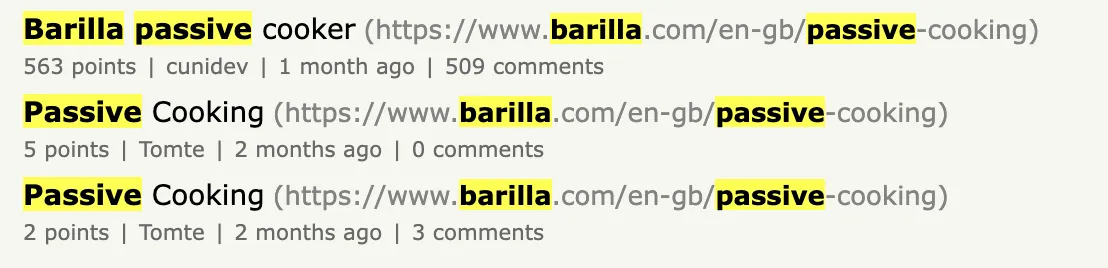 Barilla passive cooker (https://www.barilla.com/en-gb/passive-cooking)
563 points | cunidev | 1 month ago | 509 comments
Passive Cooking (https://www.barilla.com/en-gb/passive-cooking)
5 points | Tomte | 2 months ago | 0 comments
Passive Cooking (https://www.barilla.com/en-gb/passive-cooking)
2 points | Tomte | 2 months ago | 3 comments